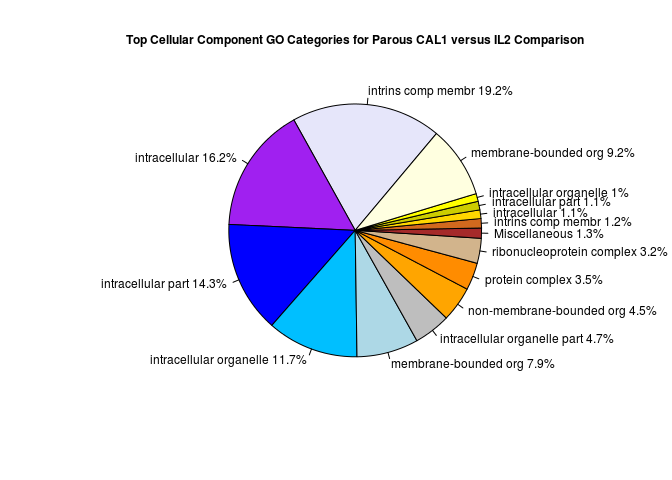 Top Cellular Component GO Categories for Parous CAL1 versus IL2 Comparison
intrins comp membr 19.2%
membrane-bounded org 9.2%
intracellular 16.2%
intracellular organelle 1%
intracellular part 1.1%
intracellular 1.1%
intrins comp membr 1.2%
Miscellaneous 1.3%
ribonucleoprotein complex 3.2%
protein complex 3.5%
intracellular part 14.3%
non-membrane-bounded org 4.5%
intracellular organelle part 4.7%
intracellular organelle 11.7%
membrane-bounded org 7.9%